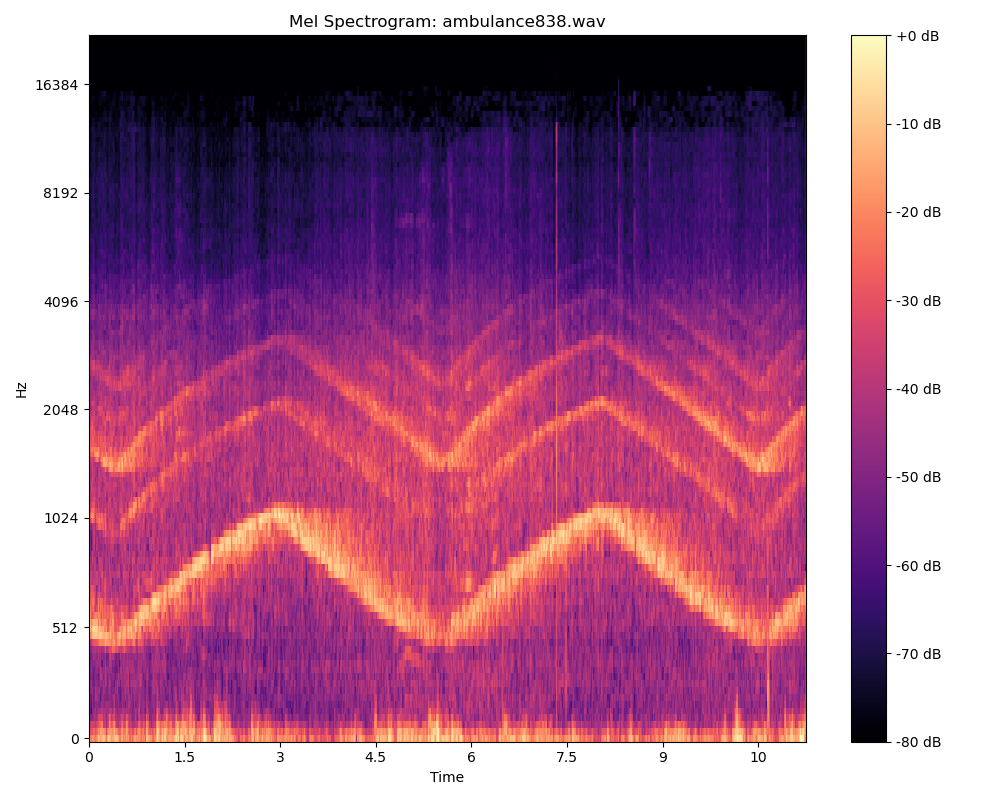 Mel Spectrogram: ambulance838.wav
16384
8192
4096
2048
1024
512
0
Hz
0 1.5 3 4.5 6 7.5 9 10
Time
+0 dB
-10 dB
-20 dB
-30 dB
-40 dB
-50 dB
-60 dB
-70 dB
-80 dB